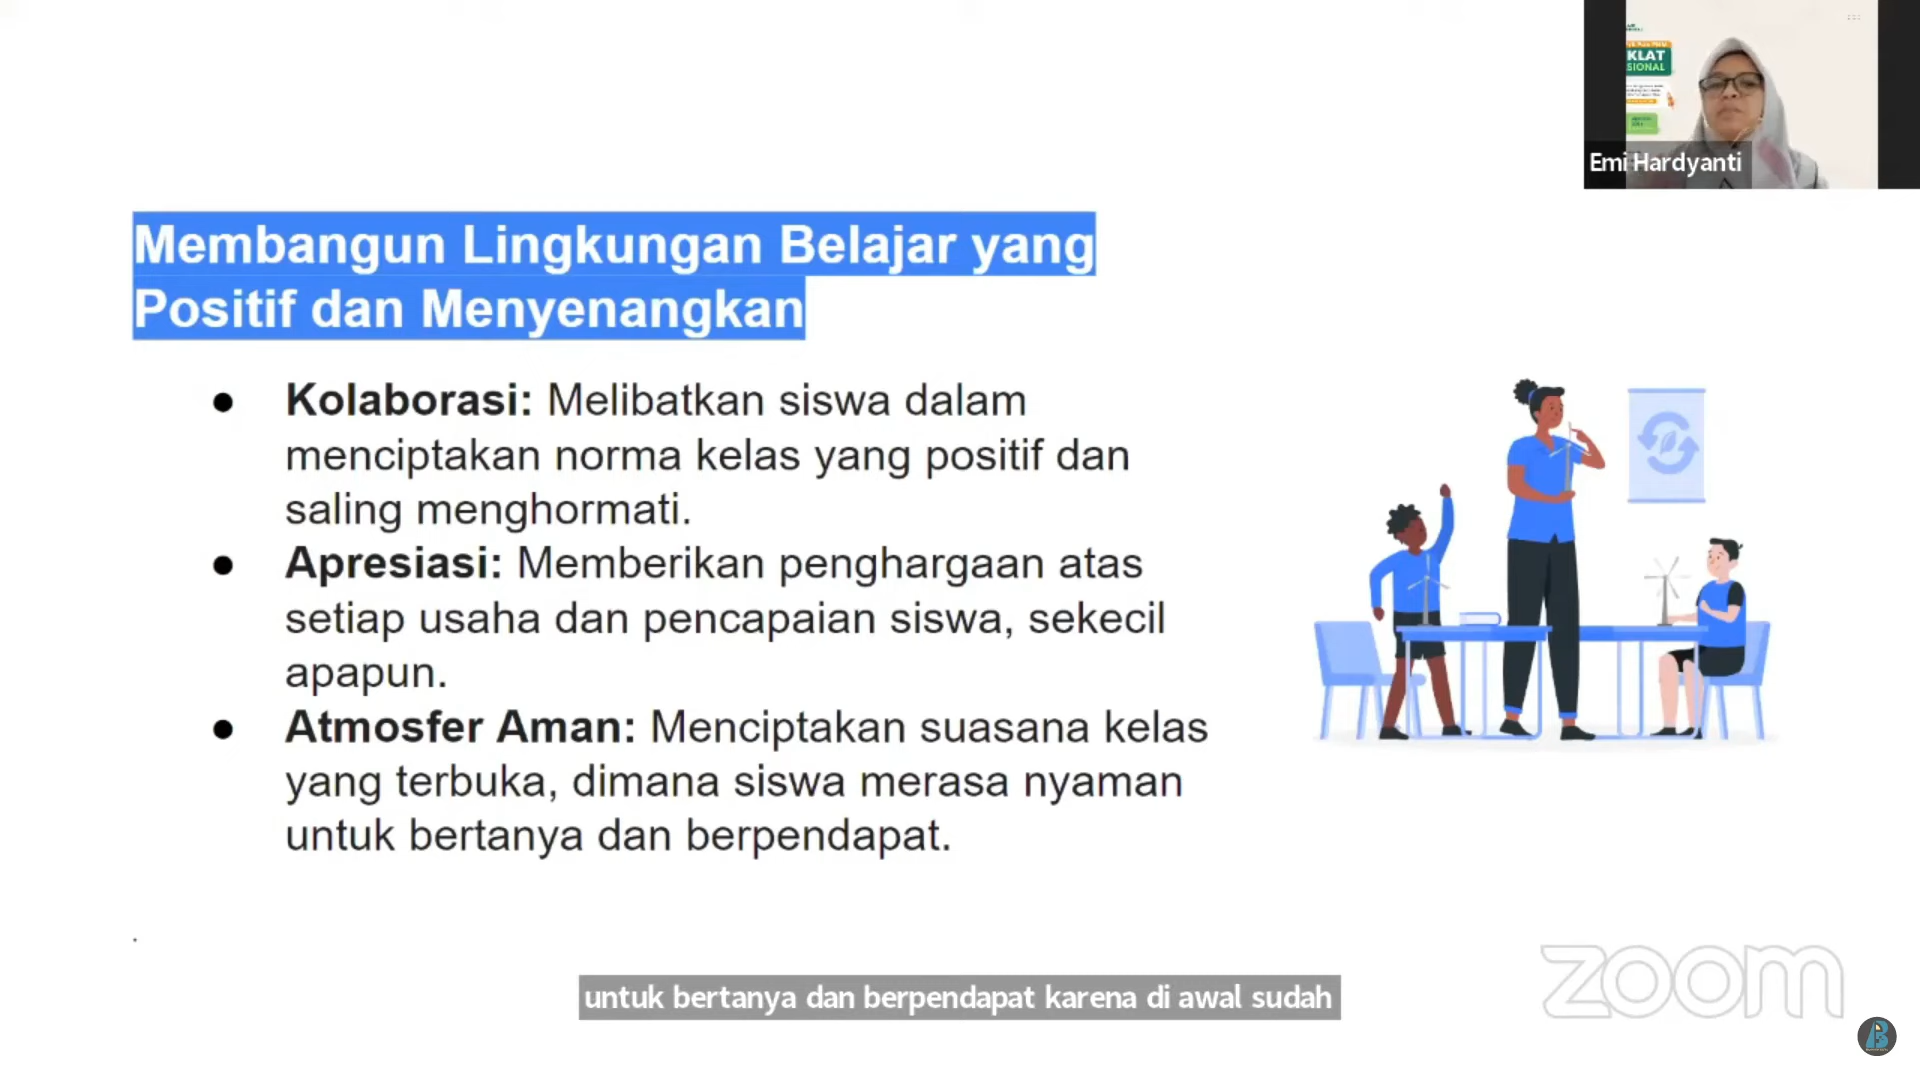 KLAT
SIONAL
Emi Hardyanti
Membangun Lingkungan Belajar yang
Positif dan Menyenangkan
● Kolaborasi: Melibatkan siswa dalam
menciptakan norma kelas yang positif dan
saling menghormati.
● Apresiasi: Memberikan penghargaan atas
setiap usaha dan pencapaian siswa, sekecil
apapun.
● Atmosfer Aman: Menciptakan suasana kelas
yang terbuka, dimana siswa merasa nyaman
untuk bertanya dan berpendapat.
.
zoom
untuk bertanya dan berpendapat karena di awal sudah